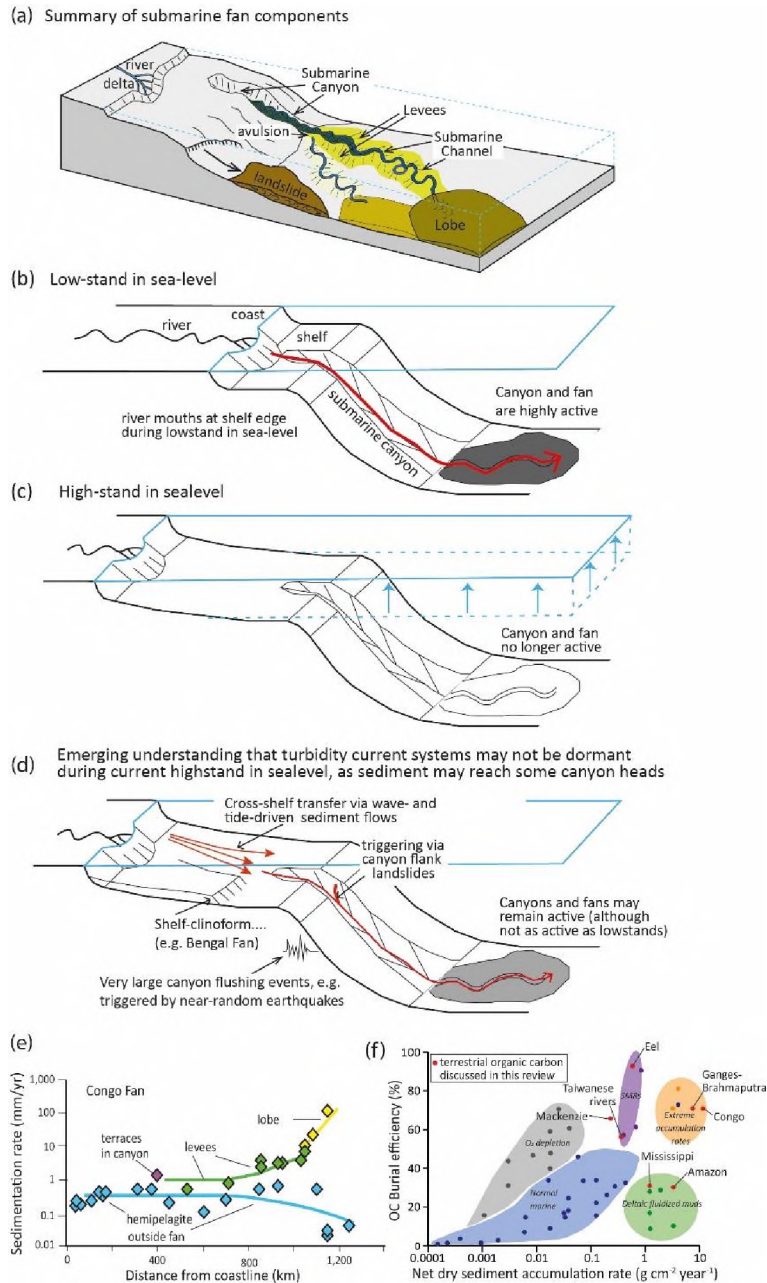 (a) Summary of submarine fan components
river
delta
Submarine
Canyon
Levees
avulsion
Submarine
Channel
landslide
Lobe
(b) Low-stand in sea-level
coast
river
shelf
submarine canyon
Canyon and fan
are highly active
river mouths at shelf edge
during lowstand in sea-level
(c) High-stand in sealevel
Canyon and fan
no longer active
(d) Emerging understanding that turbidity current systems may not be dormant
during current highstand in sealevel, as sediment may reach some canyon heads
Cross-shelf transfer via wave- and
tide-driven sediment flows
triggering via
canyon flank
landslides
Shelf-clinoform....
(e.g. Bengal Fan)
Canyons and fans may
remain active (although
not as active as lowstands)
Very large canyon flushing events, e.g.
triggered by near-random earthquakes
(e)
Sedimentation rate (mm/yr)
1,000
100
10
1
0.1
0.01
Congo Fan
lobe
terraces
in canyon
levees
hemipelagite
outside fan
0 400 800 1,200
Distance from coastline (km)
(f)
OC Burial efficiency (%)
100
80
60
40
20
0
terrestrial organic carbon
discussed in this review
Eel
Taiwanese
rivers
SMRs
Ganges-
Brahmaputra
Mackenzie
Extreme
accumulation
rates
Congo
O₂ depletion
Mississippi
Amazon
Normal
marine
Deltaic fluidized muds
0.0001 0.001 0.01 0.1 1 10
Net dry sediment accumulation rate (g cm⁻² year⁻¹)